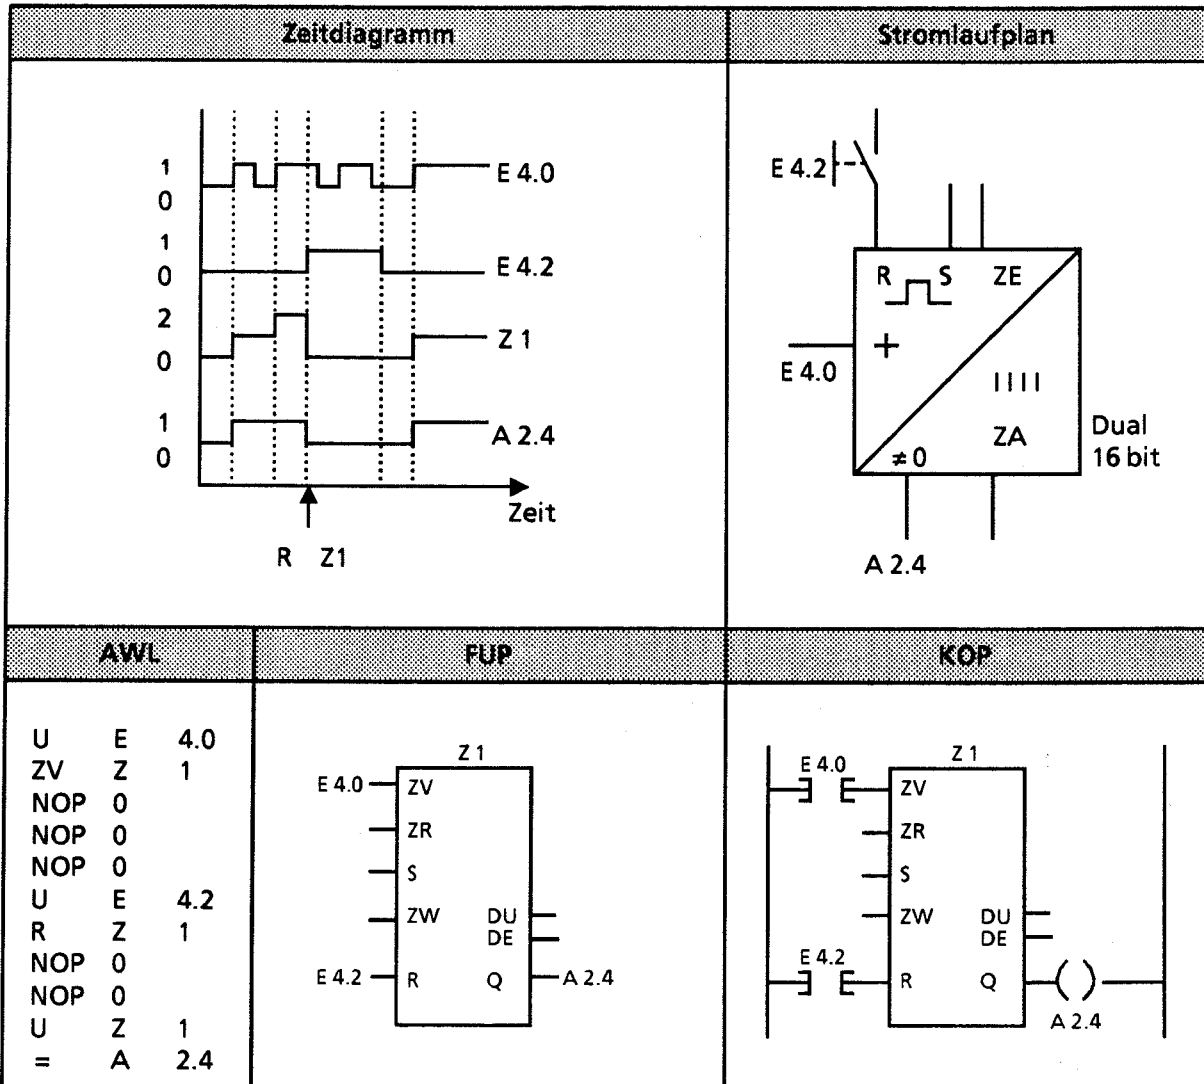 Zeitdiagramm
Stromlaufplan
1
0
E 4.0
1
0
E 4.2
2
0
Z 1
1
0
A 2.4
Zeit
R Z1
E 4.2
R S ZE
E 4.0
+
ZA
≠ 0
Dual
16 bit
A 2.4
AWL
FUP
KOP
U E 4.0
ZV Z 1
NOP 0
NOP 0
NOP 0
U E 4.2
R Z 1
NOP 0
NOP 0
U Z 1
= A 2.4
Z 1
E 4.0 ZV
ZR
S
ZW DU
DE
E 4.2 R Q A 2.4
Z 1
E 4.0
ZV
ZR
S
ZW DU
DE
E 4.2
R Q
A 2.4